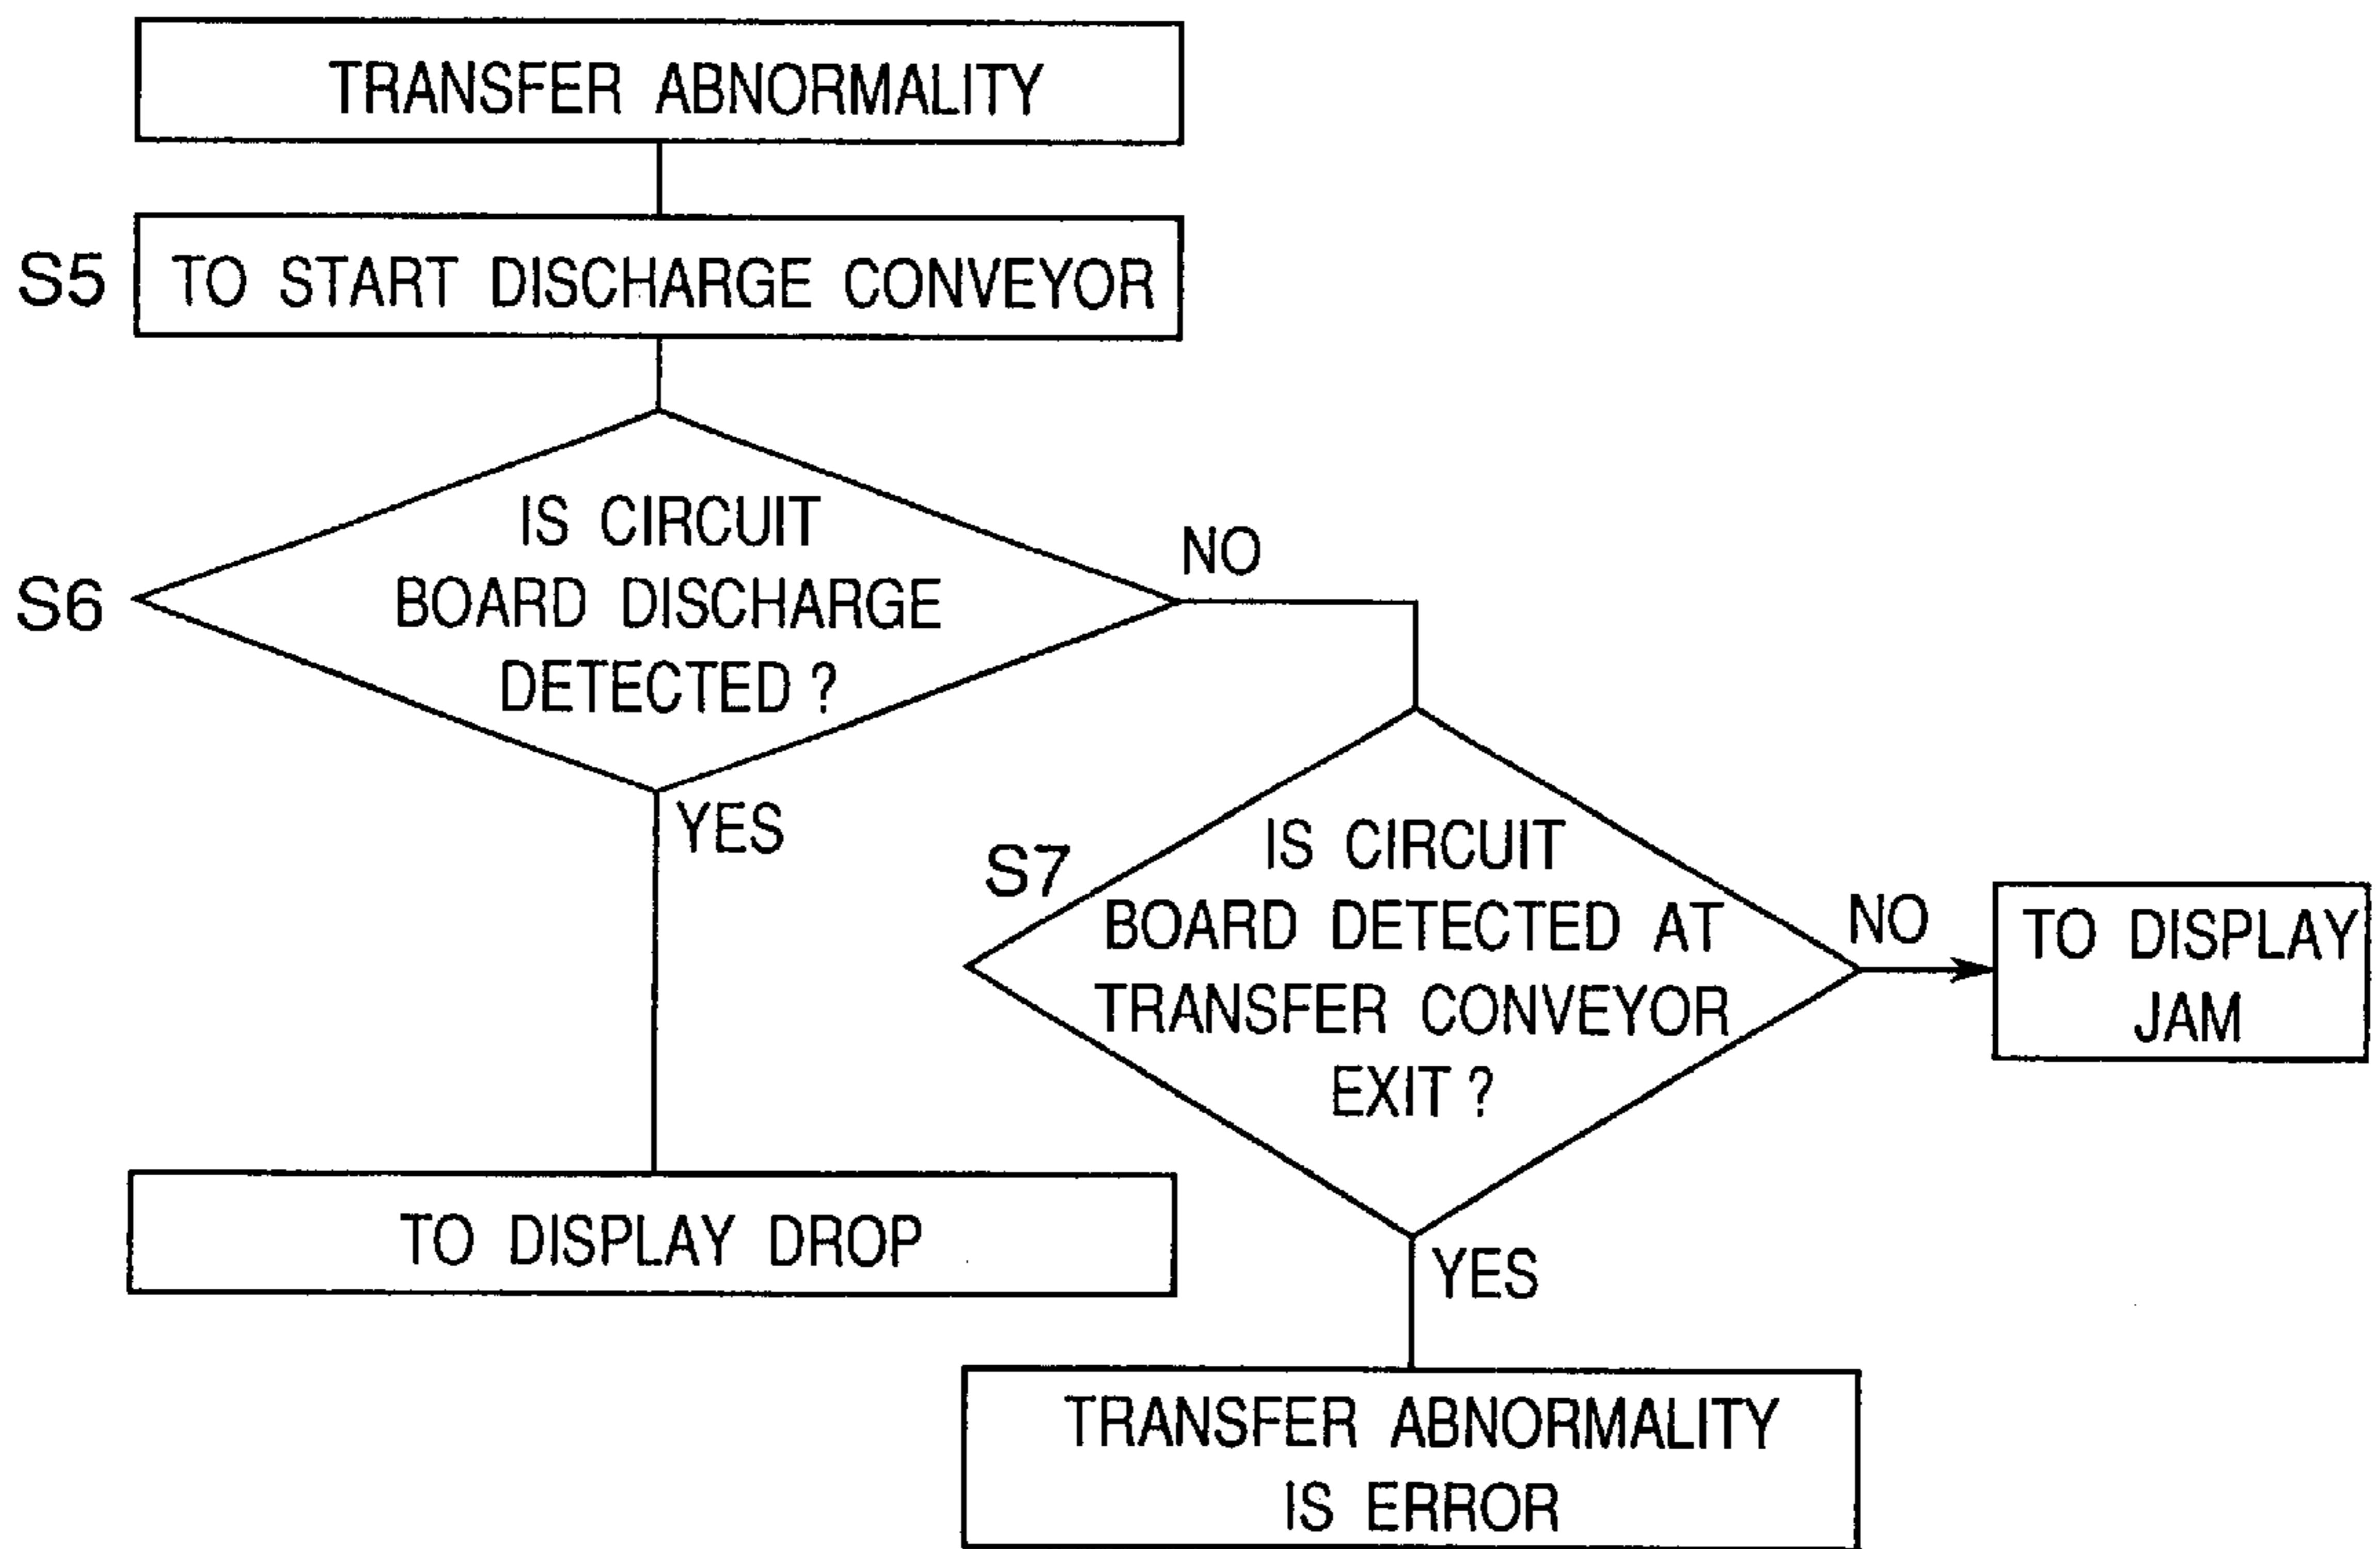 TRANSFER ABNORMALITY
S5
TO START DISCHARGE CONVEYOR
S6
IS CIRCUIT
BOARD DISCHARGE
DETECTED ?
NO
YES
S7
IS CIRCUIT
BOARD DETECTED AT
TRANSFER CONVEYOR
EXIT ?
NO
TO DISPLAY
JAM
TO DISPLAY DROP
YES
TRANSFER ABNORMALITY
IS ERROR